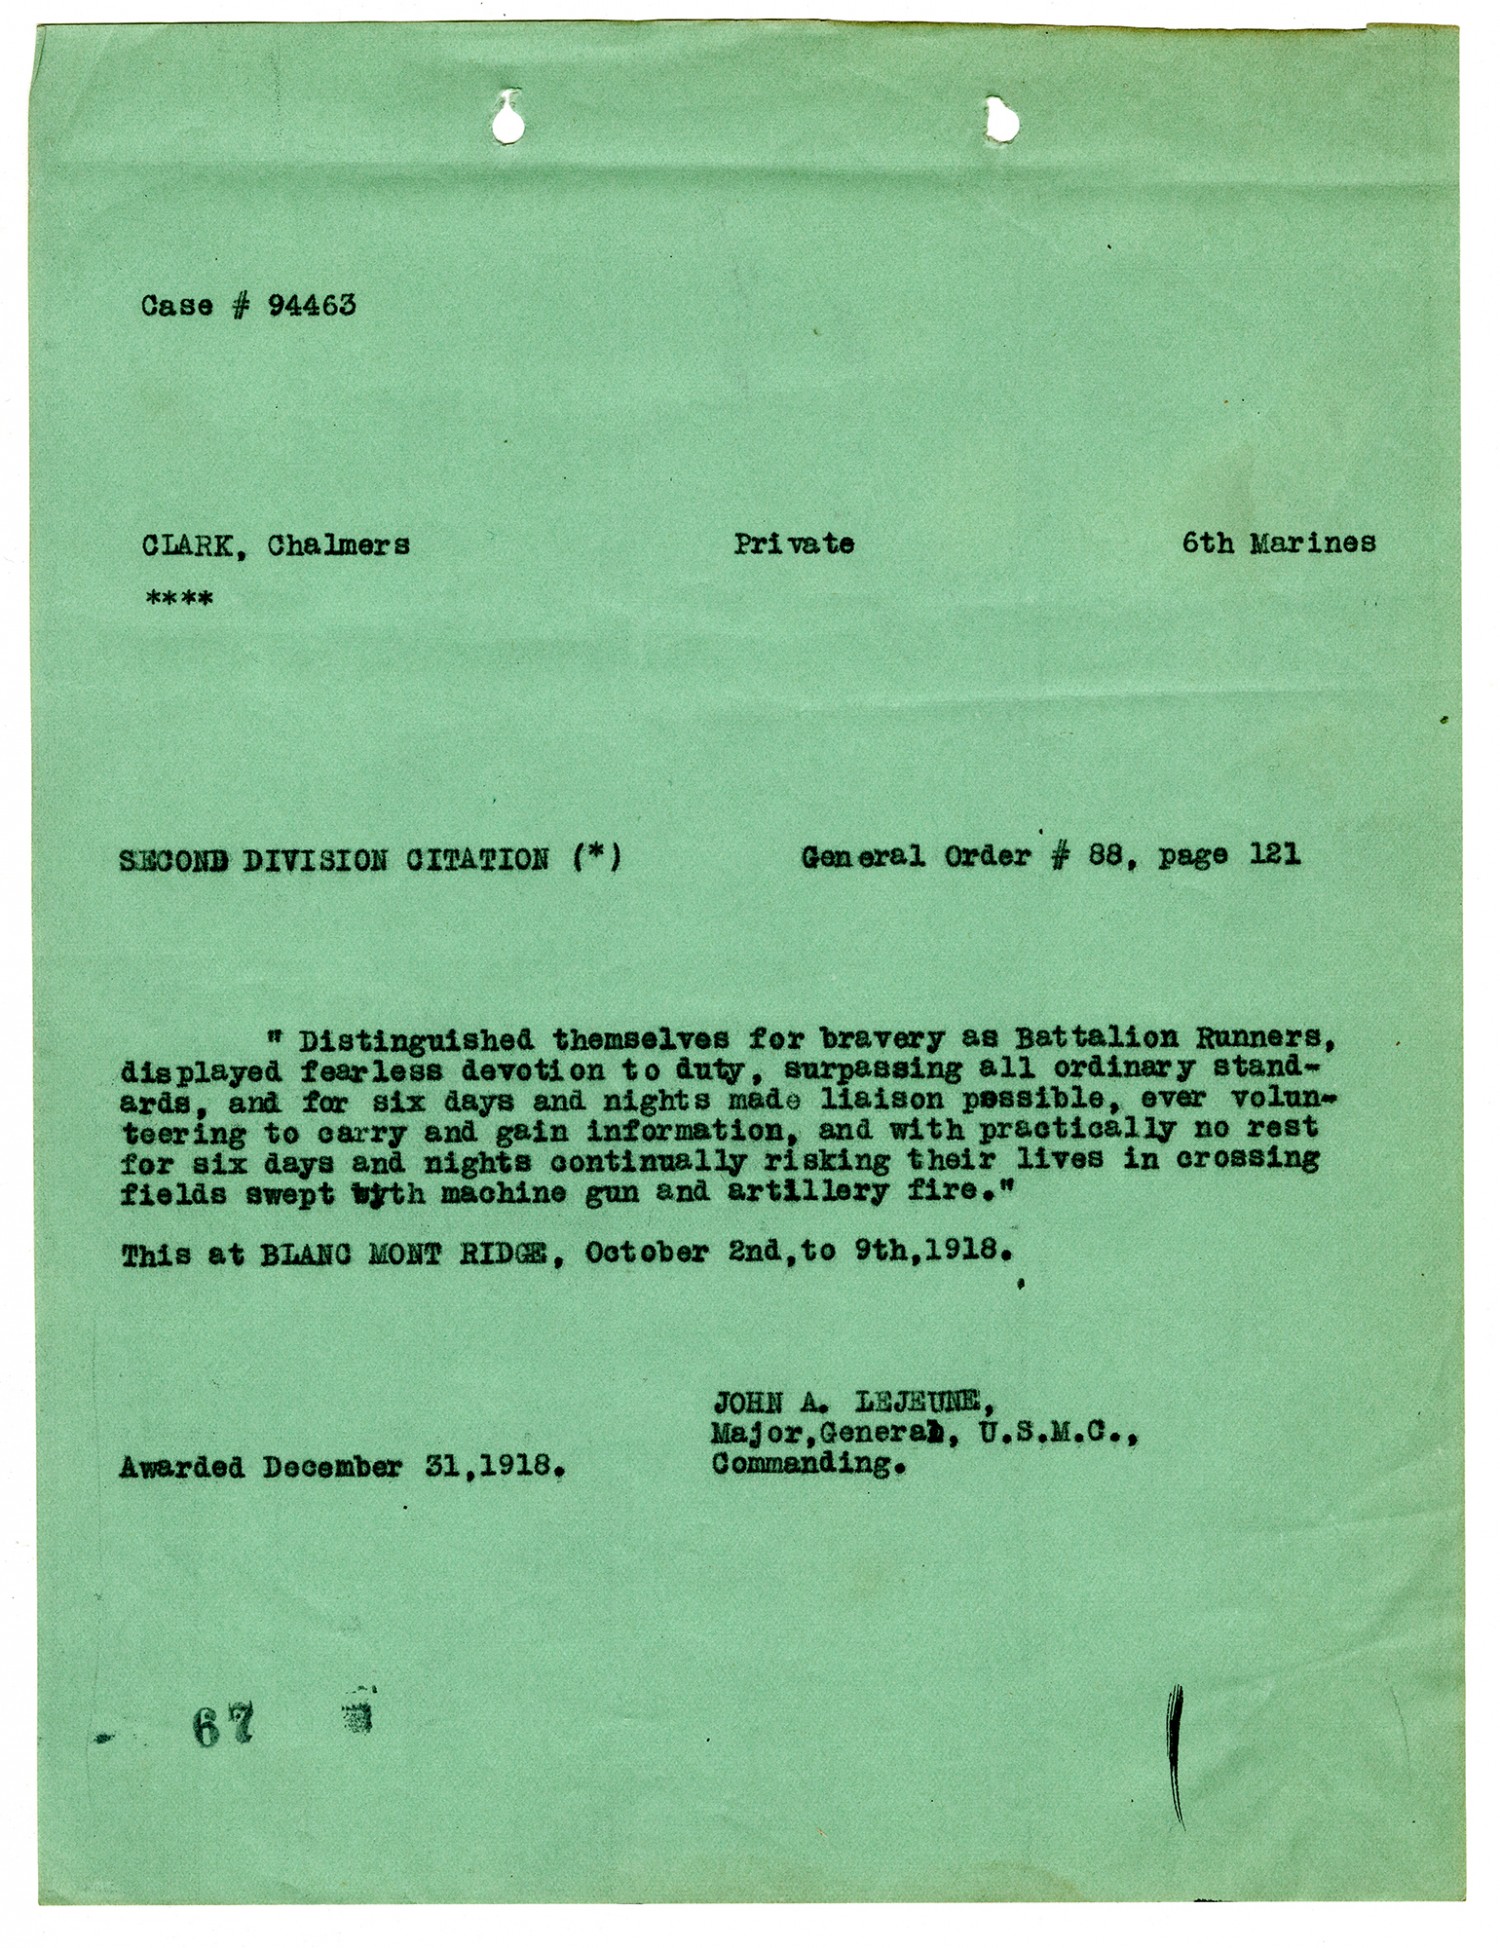 Case # 94463
CLARK, Chalmers Private 6th Marines
****
SECOND DIVISION CITATION (*) General Order # 88, page 121
" Distinguished themselves for bravery as Battalion Runners,
displayed fearless devotion to duty, surpassing all ordinary stand-
ards, and for six days and nights made liaison possible, ever volun-
teering to carry and gain information, and with practically no rest
for six days and nights continually risking their lives in crossing
fields swept with machine gun and artillery fire."
This at BLANC MONT RIDGE, October 2nd,to 9th,1918.
JOHN A. LEJEUNE,
Major,General, U.S.M.C.,
Awarded December 31,1918. Commanding.
67